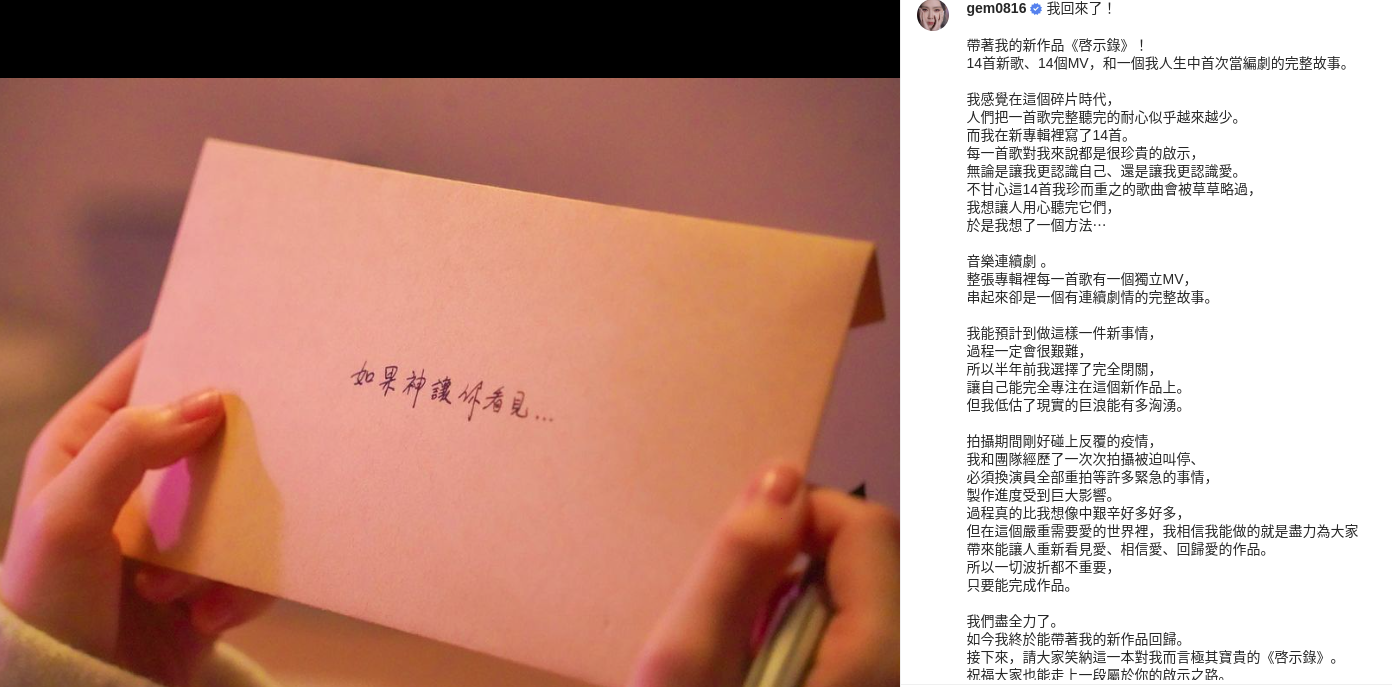 如果神讓你看見...
gem0816 我回來了！
帶著我的新作品《啓示錄》！
14首新歌、14個MV，和一個我人生中首次當編劇的完整故事。
我感覺在這個碎片時代，
人們把一首歌完整聽完的耐心似乎越來越少。
而我在新專輯裡寫了14首。
每一首歌對我來說都是很珍貴的啟示，
無論是讓我更認識自己、還是讓我更認識愛。
不甘心這14首我珍而重之的歌曲會被草草略過，
我想讓人用心聽完它們，
於是我想了一個方法⋯
音樂連續劇 。
整張專輯裡每一首歌有一個獨立MV，
串起來卻是一個有連續劇情的完整故事。
我能預計到做這樣一件新事情，
過程一定會很艱難，
所以半年前我選擇了完全閉關，
讓自己能完全專注在這個新作品上。
但我低估了現實的巨浪能有多洶湧。
拍攝期間剛好碰上反覆的疫情，
我和團隊經歷了一次次拍攝被迫叫停、
必須換演員全部重拍等許多緊急的事情，
製作進度受到巨大影響。
過程真的比我想像中艱辛好多好多，
但在這個嚴重需要愛的世界裡，我相信我能做的就是盡力為大家
帶來能讓人重新看見愛、相信愛、回歸愛的作品。
所以一切波折都不重要，
只要能完成作品。
我們盡全力了。
如今我終於能帶著我的新作品回歸。
接下來，請大家笑納這一本對我而言極其寶貴的《啓示錄》。
祝福大家也能走上一段屬於你的啟示之路。